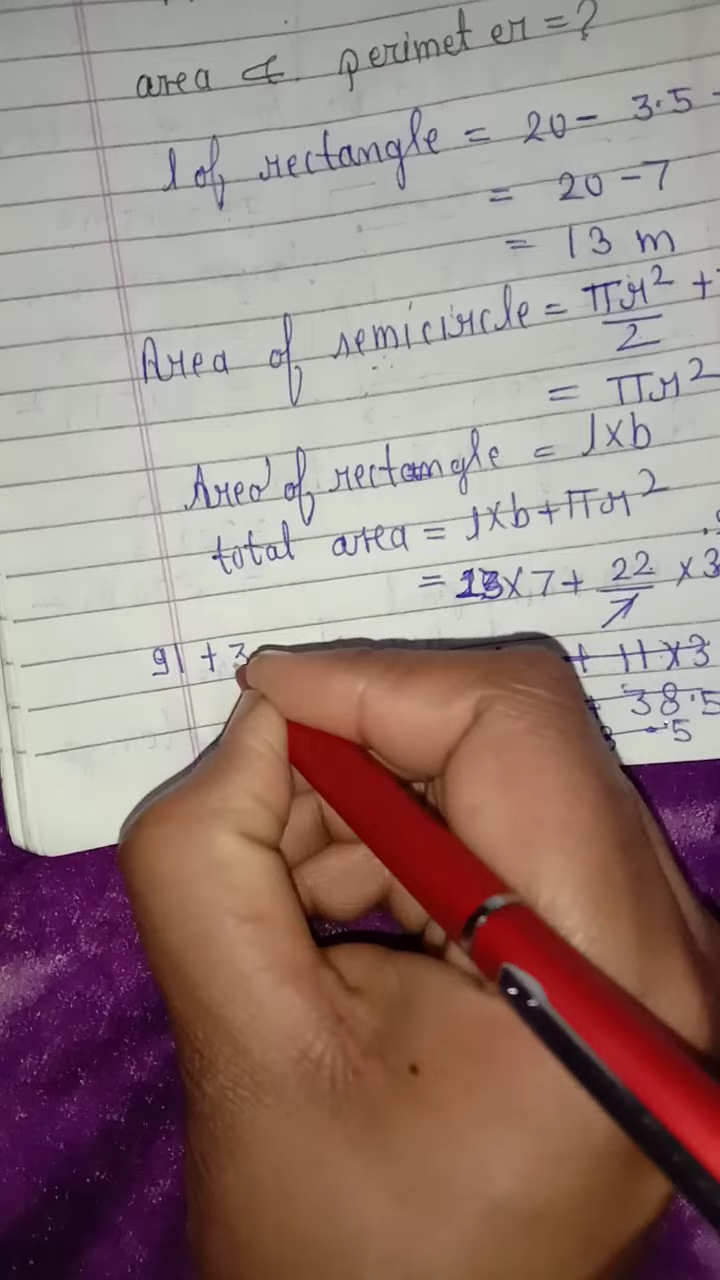 area & perimeter = ?
l of rectangle = 20 - 3.5 -
= 20 - 7
= 13 m
Area of semicircle = πr²/2 +
= πr²
Area of rectangle = l×b
total area = l×b + πr²
= 13×7 + 22/7 ×3
91 + 3 + 11×3
38.5
.5